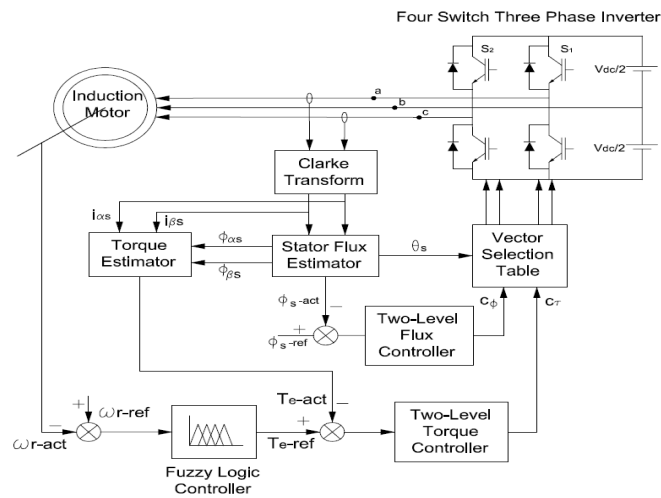 Four Switch Three Phase Inverter
S₂
S₁
Vdc/2
a
b
c
Induction
Motor
Vdc/2
Clarke
Transform
iαs
iβs
ϕαs
ϕβs
θs
Torque
Estimator
Stator Flux
Estimator
Vector
Selection
Table
ϕs-act
−
+
ϕs-ref
Two-Level
Flux
Controller
cϕ
cτ
Te-act
−
+
ωr-ref
−
ωr-act
+
Te-ref
Two-Level
Torque
Controller
Fuzzy Logic
Controller